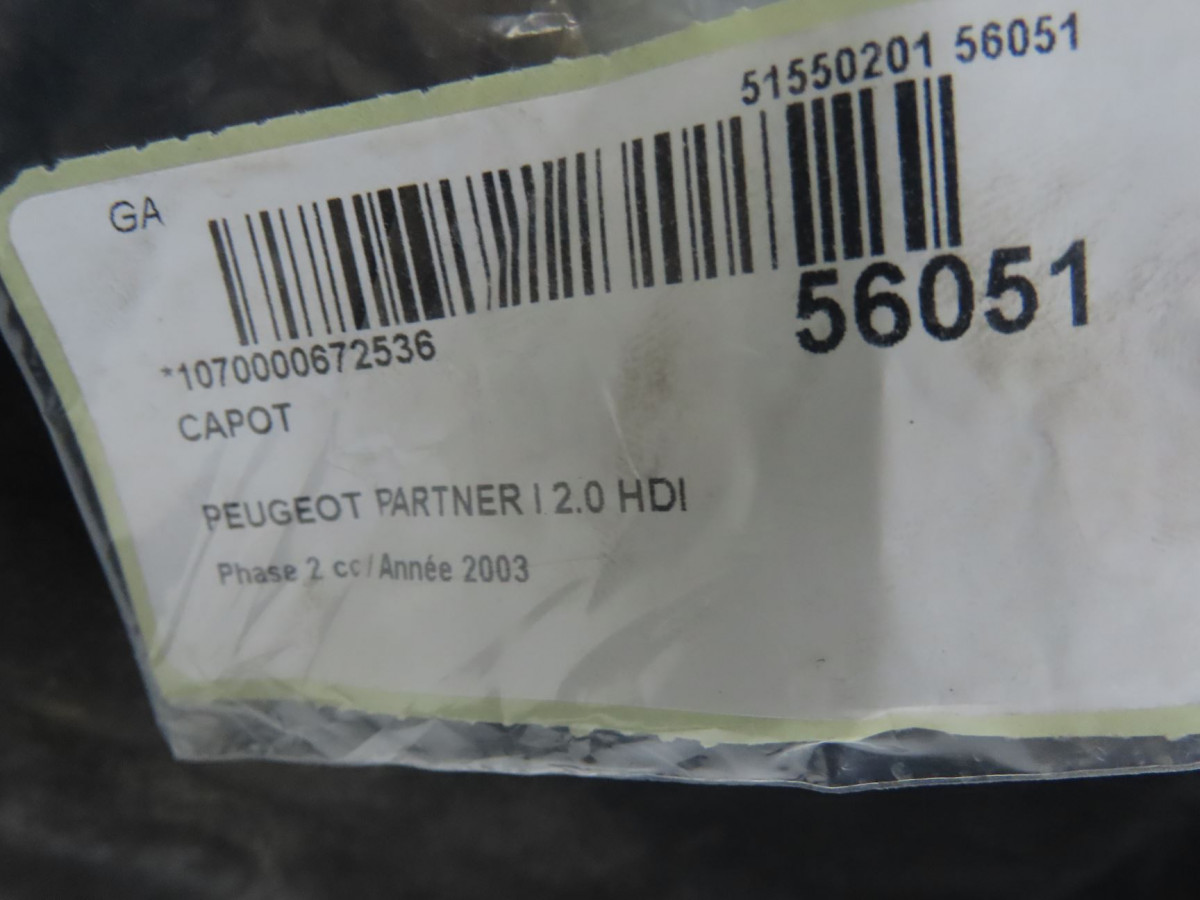 51550201 56051
GA
56051
*1070000672536
CAPOT
PEUGEOT PARTNER I 2.0 HDI
Phase 2 cc/Année 2003